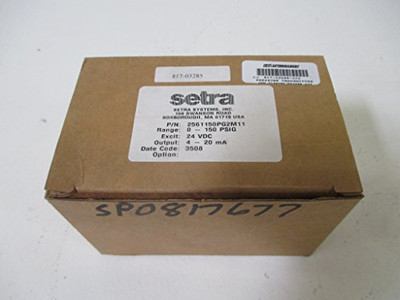 817-03285
setra
SETRA SYSTEMS, INC.
159 SWANSON ROAD
BOXBOROUGH, MA 01719 USA
P/N: 2561150PG2M11
Range: 0 - 150 PSIG
Excit: 24 VDC
Output: 4 - 20 mA
Date Code: 3508
Option:
SP0817677